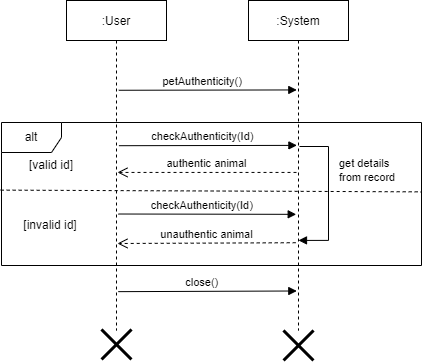 :User
:System
petAuthenticity()
alt
checkAuthenticity(Id)
[valid id]
authentic animal
get details
from record
checkAuthenticity(Id)
[invalid id]
unauthentic animal
close()